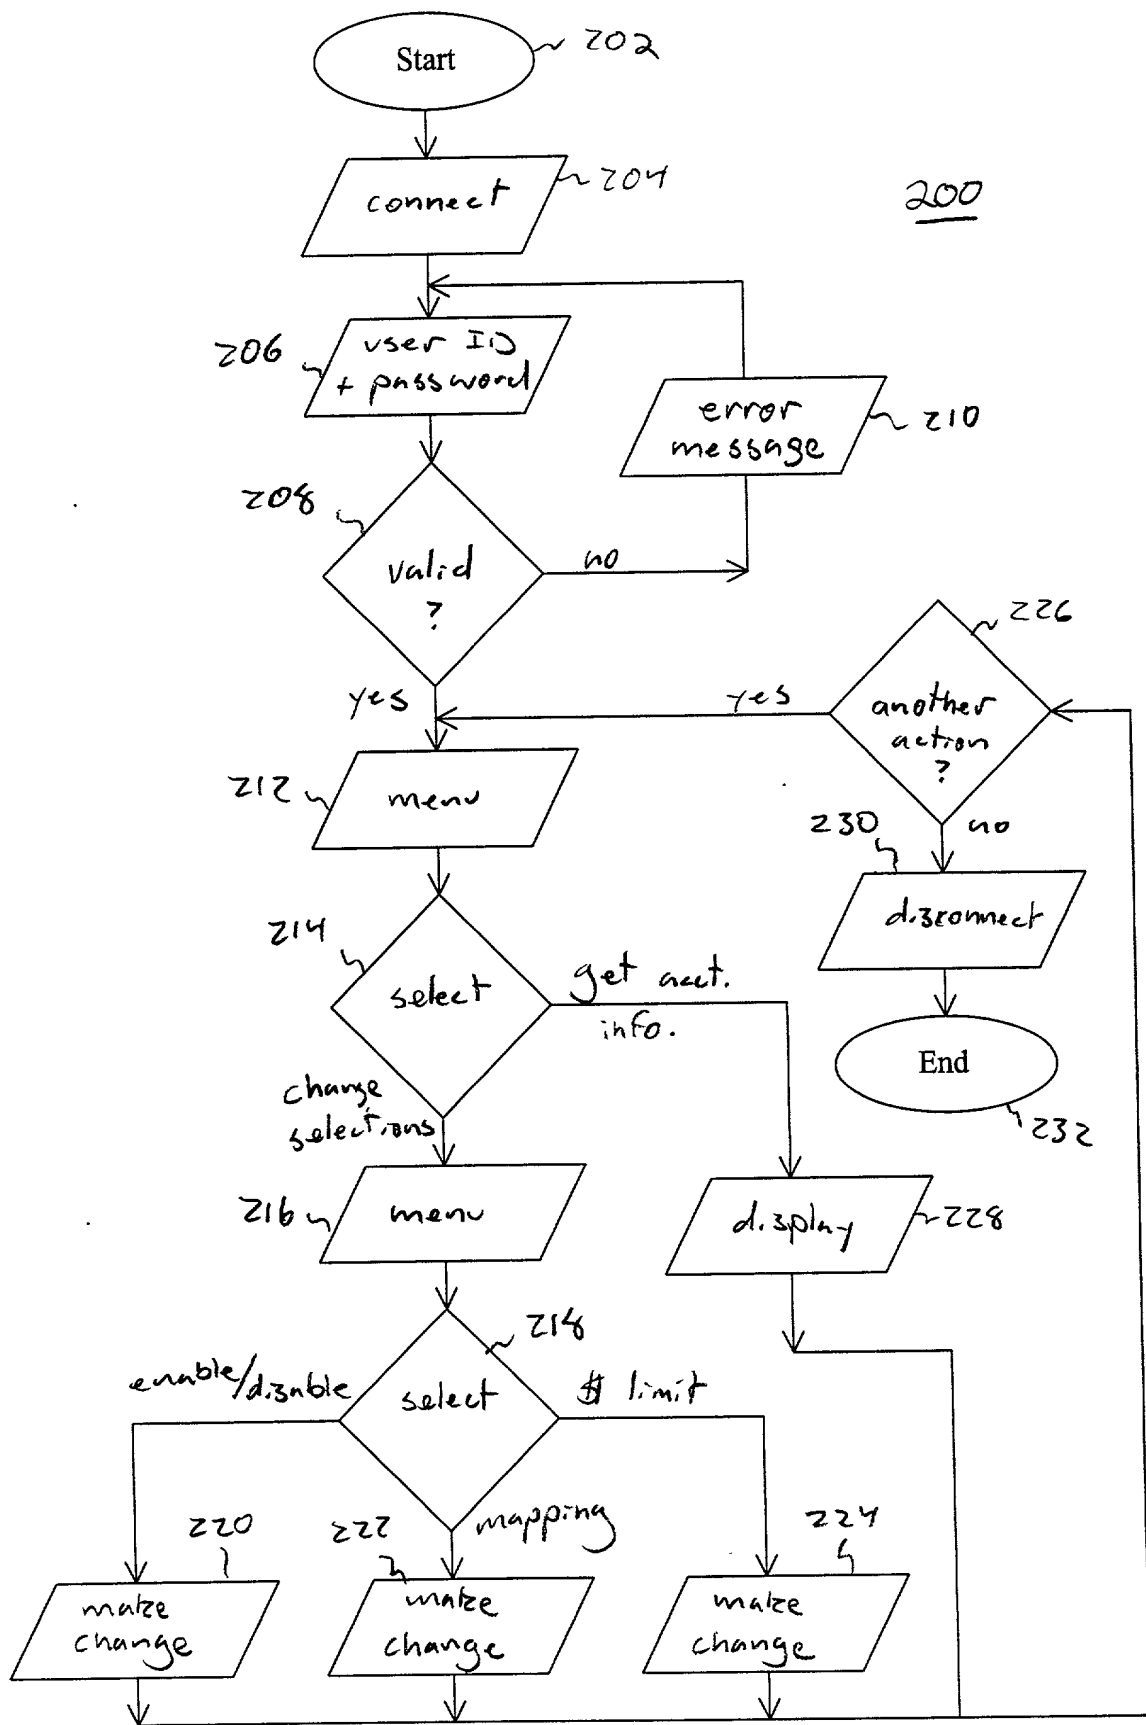 Start
202
connect
204
200
206
user ID
+ password
error
message
210
208
valid
?
no
yes
226
another
action
?
yes
no
212
menu
230
disconnect
214
select
get acct.
info.
End
232
change
selections
216
menu
display
228
218
select
enable/disable
$ limit
mapping
220
make
change
222
make
change
224
make
change